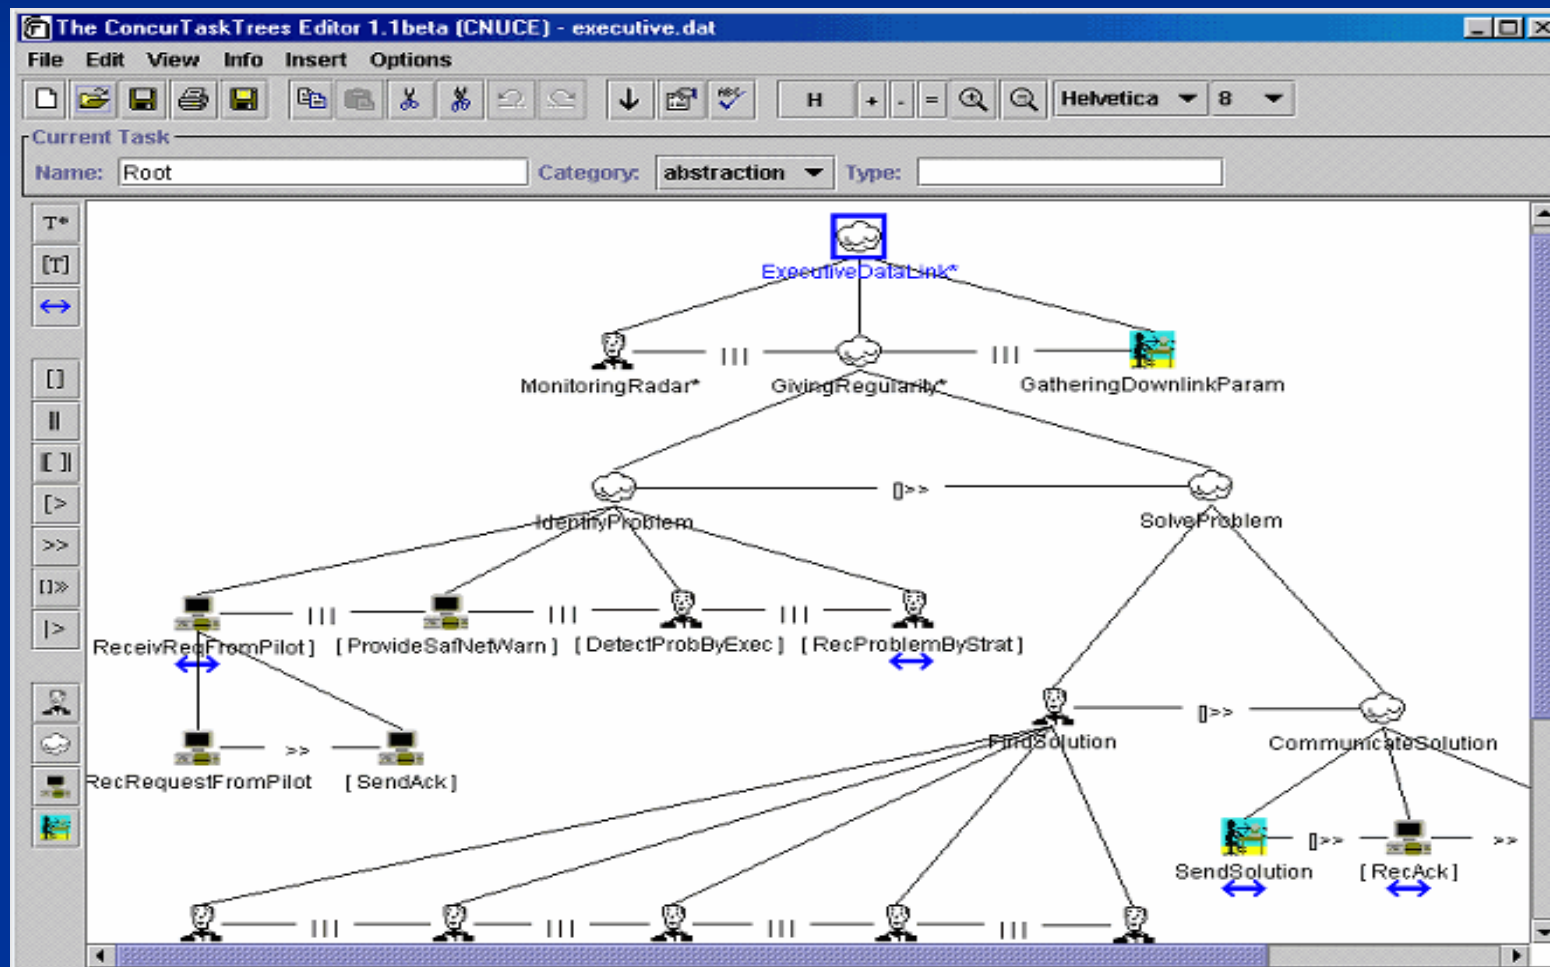 The ConcurTaskTrees Editor 1.1beta (CNUCE) - executive.dat
File Edit View Info Insert Options
ABC H + - = Helvetica 8
Current Task
Name: Root Category: abstraction Type:
T*
[T]
ExecutiveDataLink*
||| |||
MonitoringRadar* GivingRegularity* GatheringDownlinkParam
[]
||
|[ ]|
[]>>
[>
IdentifyProblem SolveProblem
>>
[]>>
||| ||| |||
|>
ReceivReqFromPilot] [ProvideSafNetWarn] [DetectProbByExec] [RecProblemByStrat]
[]>>
FindSolution CommunicateSolution
>>
RecRequestFromPilot [SendAck]
[]>> >>
SendSolution [RecAck]
||| ||| ||| |||